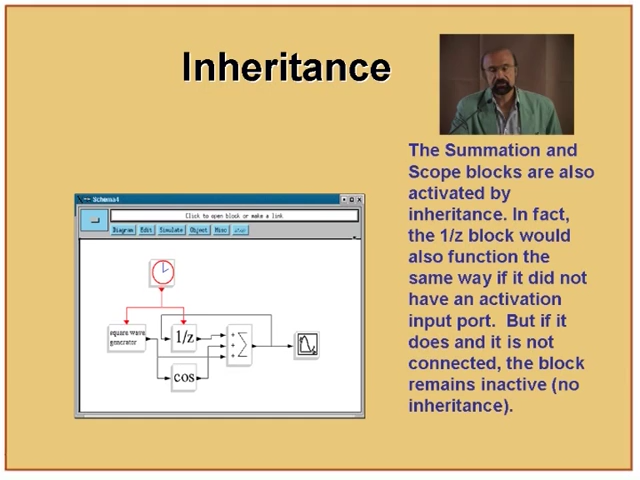 Inheritance
The Summation and
Scope blocks are also
activated by
inheritance. In fact,
the 1/z block would
also function the
same way if it did not
have an activation
input port.  But if it
does and it is not
connected, the block
remains inactive (no
inheritance).
Click to open block or make a link
Diagram Edit Simulate Object Misc
square wave
generator
1/z
+
+
+
Σ
cos